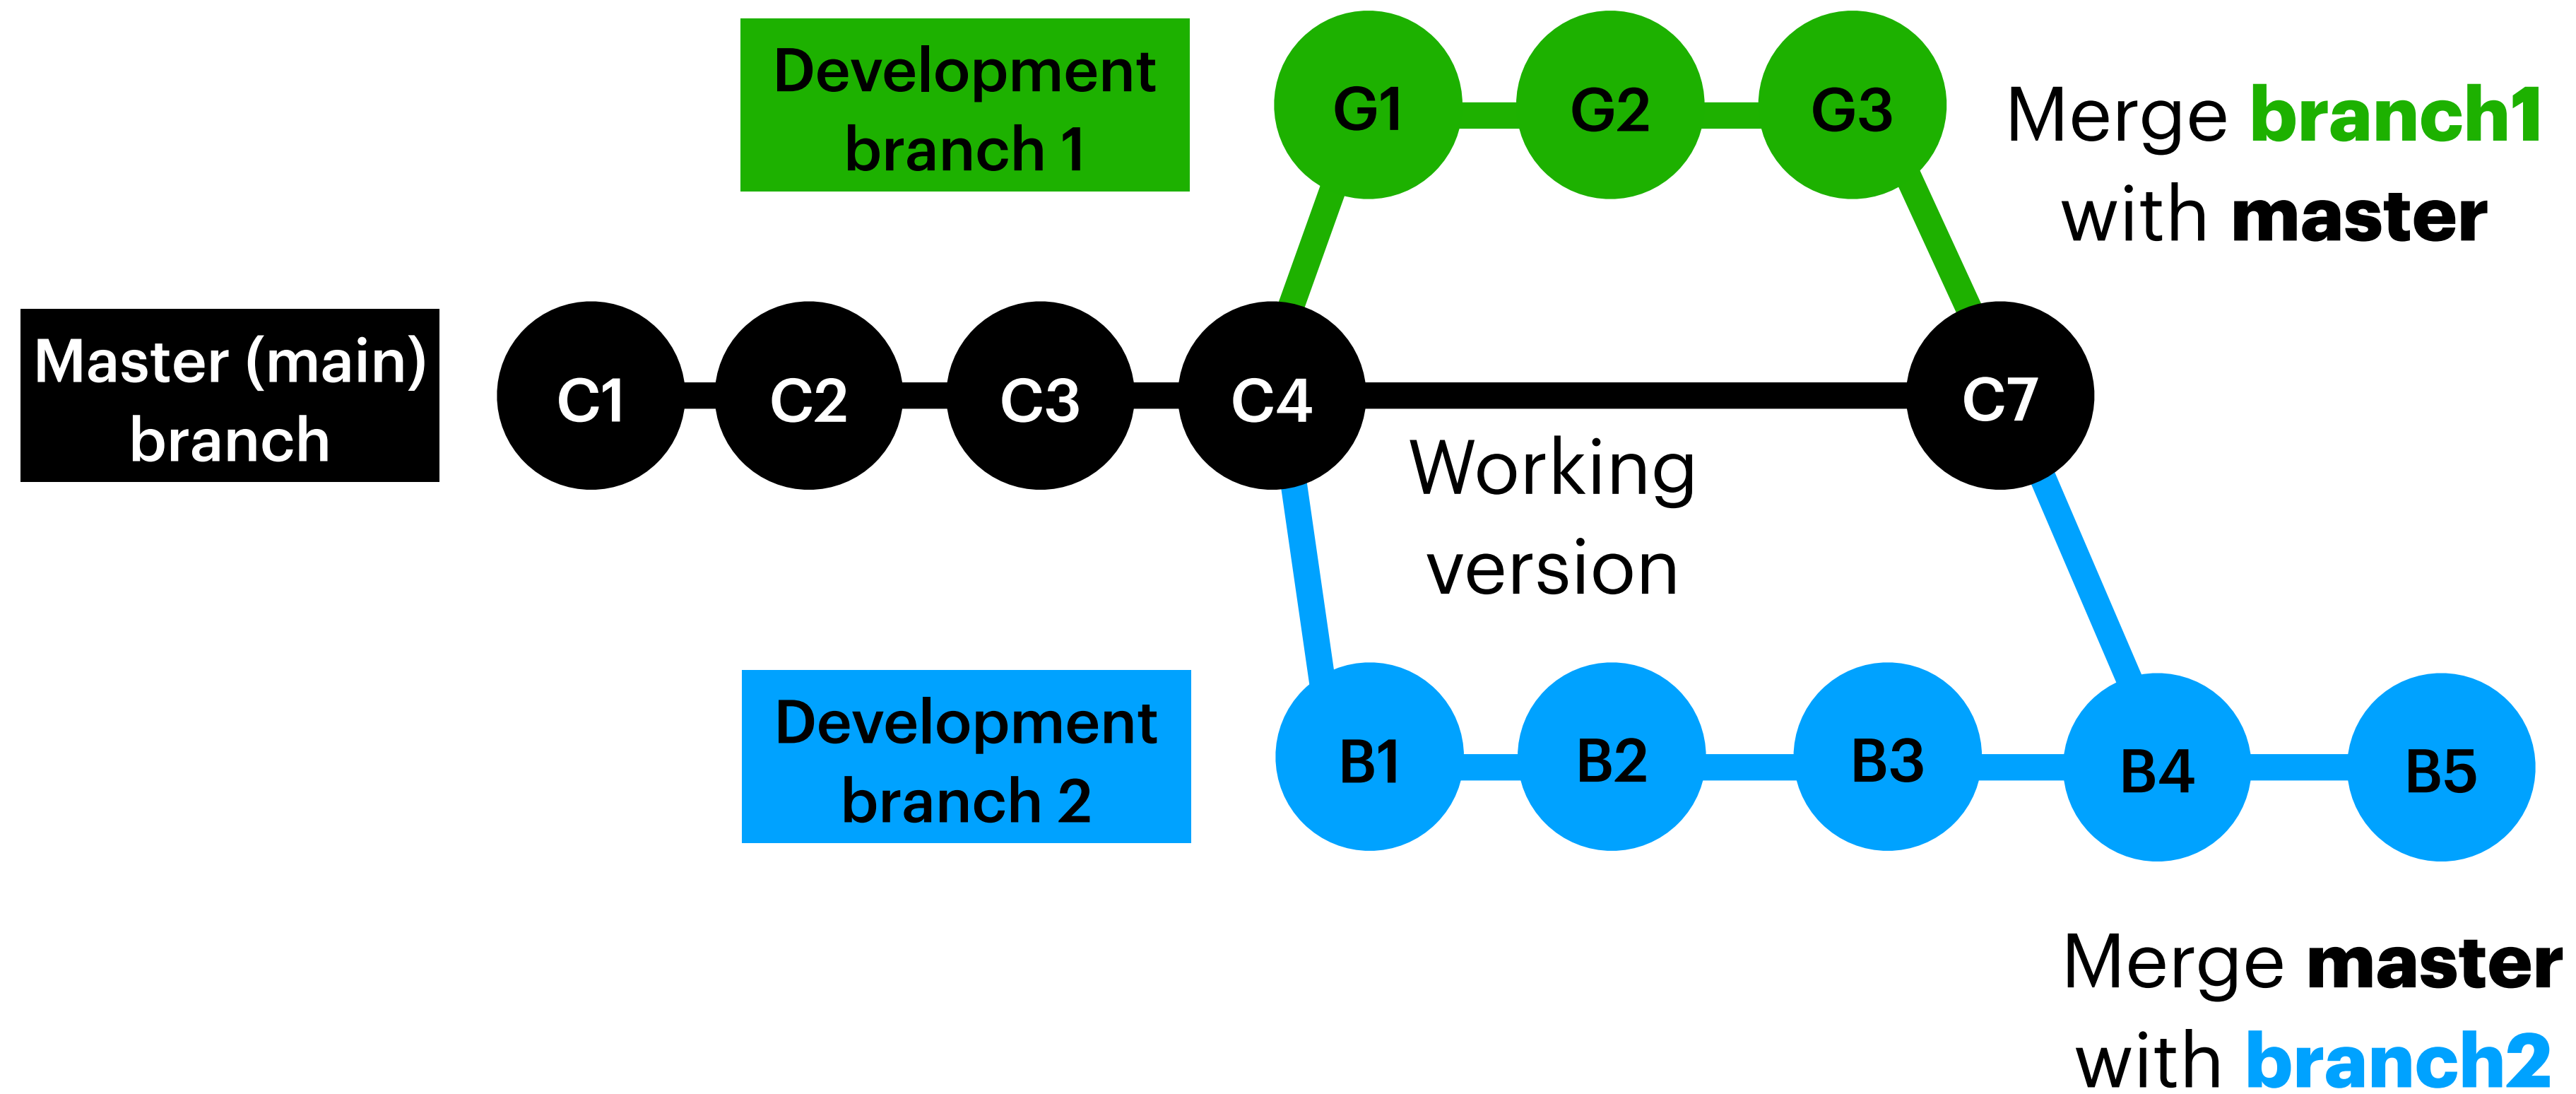 Development
branch 1
G1
G2
G3
Merge branch1
with master
Master (main)
branch
C1
C2
C3
C4
C7
Working
version
Development
branch 2
B1
B2
B3
B4
B5
Merge master
with branch2